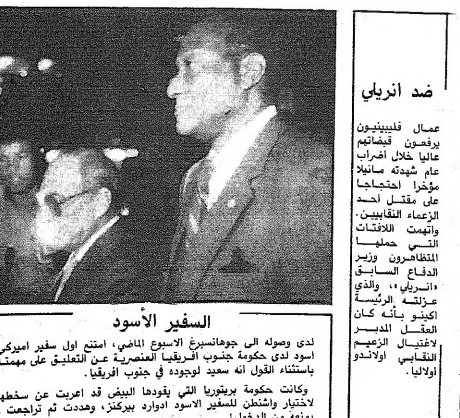 ضد انريلي
عمال فليبينيون
يرفعون قبضاتهم
عاليا خلال اضراب
عام شهدته مانيلا
مؤخرا احتجاجا
على مقتل احد
الزعماء النقابيين.
واتهمت اللافتات
التي حملها
المتظاهرون وزير
الدفاع السابق
«انريلي»، والذي
عزلته الرئيسة
اكينو بأنه كان
العقل المدبر
لاغتيال الزعيم
النقابي اولاندو
اولاليا.
السفير الأسود
لدى وصوله الى جوهانسبرغ الاسبوع الماضي، امتنع اول سفير اميركي
اسود لدى حكومة جنوب افريقيا العنصرية عن التعليق على مهمته
باستثناء القول انه سعيد لوجوده في جنوب افريقيا.
وكانت حكومة بريتوريا التي يقودها البيض قد اعربت عن سخطها
لاختيار واشنطن للسفير الاسود ادوارد بيركنز، وهددت ثم تراجعت
بمنعه من الدخول